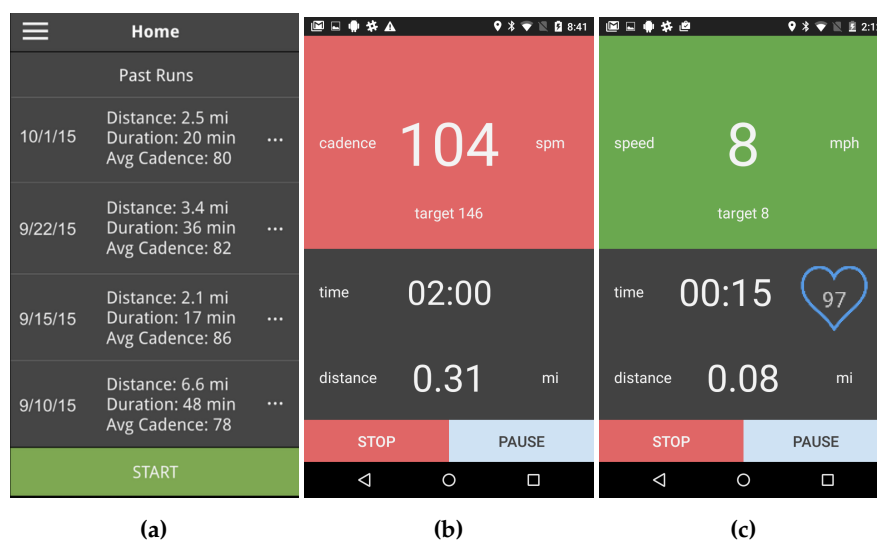 Home
Past Runs
10/1/15
Distance: 2.5 mi
Duration: 20 min
Avg Cadence: 80
...
9/22/15
Distance: 3.4 mi
Duration: 36 min
Avg Cadence: 82
...
9/15/15
Distance: 2.1 mi
Duration: 17 min
Avg Cadence: 86
...
9/10/15
Distance: 6.6 mi
Duration: 48 min
Avg Cadence: 78
...
START
(a)
8:41
cadence 104 spm
target 146
time 02:00
distance 0.31 mi
STOP PAUSE
(b)
speed 8 mph
target 8
time 00:15 97
distance 0.08 mi
STOP PAUSE
(c)